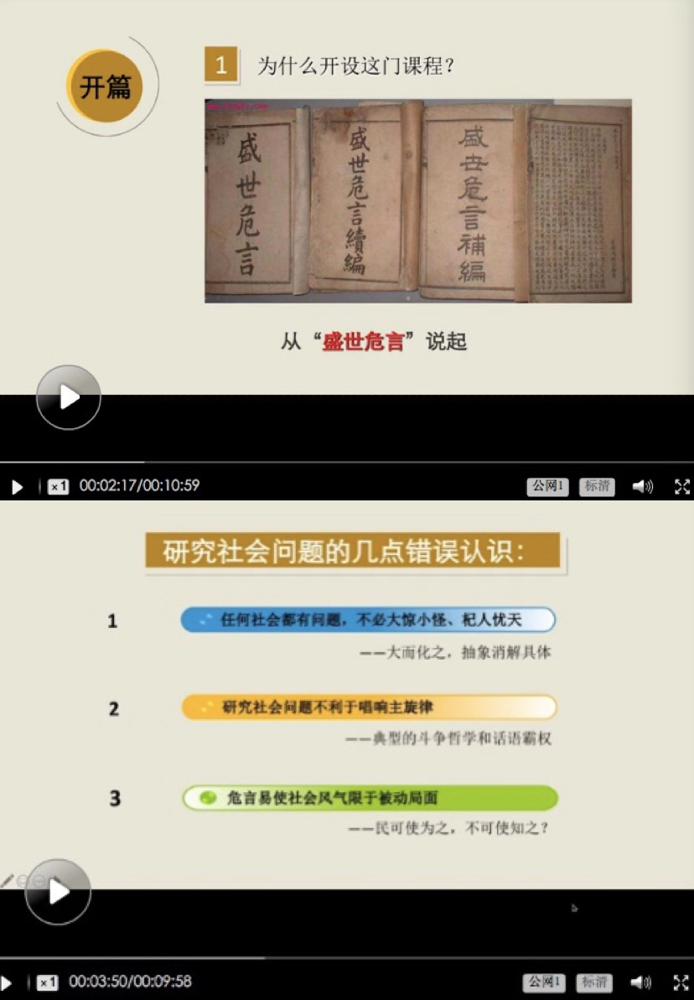 开篇
1
为什么开设这门课程？
盛世危言
盛世危言續編
盛世危言補編
从“盛世危言”说起
×1
00:02:17/00:10:59
公网1
标清
研究社会问题的几点错误认识：
1
任何社会都有问题，不必大惊小怪、杞人忧天
——大而化之，抽象消解具体
2
研究社会问题不利于唱响主旋律
——典型的斗争哲学和话语霸权
3
危言易使社会风气限于被动局面
——民可使为之，不可使知之？
×1
00:03:50/00:09:58
公网1
标清